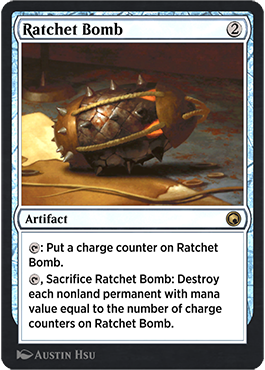 Ratchet Bomb 2
Artifact
: Put a charge counter on Ratchet
Bomb.
, Sacrifice Ratchet Bomb: Destroy
each nonland permanent with mana
value equal to the number of charge
counters on Ratchet Bomb.
Austin Hsu